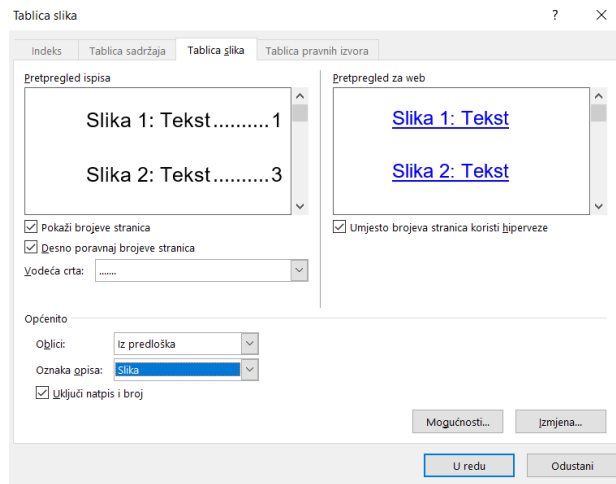 Tablica slika
? ×
Indeks Tablica sadržaja Tablica slika Tablica pravnih izvora
Pretpregled ispisa
Slika 1: Tekst..........1
Slika 2: Tekst..........3
Pokaži brojeve stranica
Desno poravnaj brojeve stranica
Vodeća crta: .......
Pretpregled za web
Slika 1: Tekst
Slika 2: Tekst
Umjesto brojeva stranica koristi hiperveze
Općenito
Oblici: Iz predloška
Oznaka opisa: Slika
Uključi natpis i broj
Mogućnosti... Izmjena...
U redu Odustani